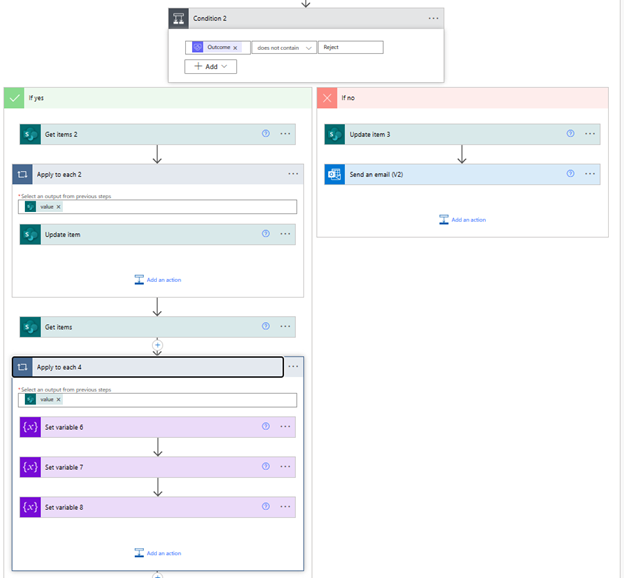 Condition 2
Outcome × does not contain Reject
+ Add
If yes
Get items 2
Apply to each 2
*Select an output from previous steps
value ×
Update item
Add an action
Get items
Apply to each 4
*Select an output from previous steps
value ×
{x} Set variable 6
{x} Set variable 7
{x} Set variable 8
Add an action
If no
Update item 3
Send an email (V2)
Add an action